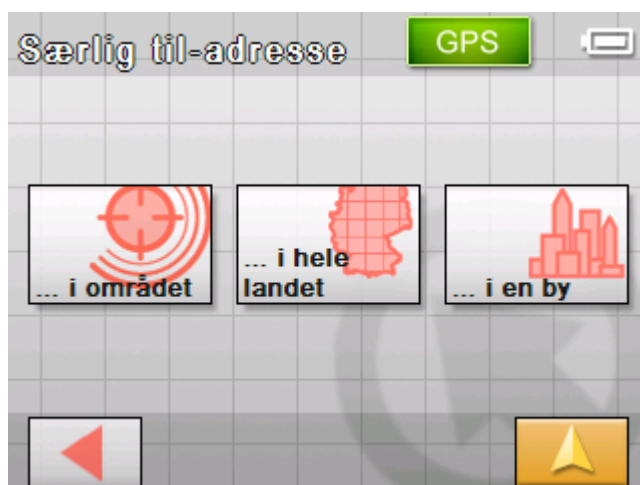 Særlig til-adresse
GPS
... i området
... i hele
landet
... i en by